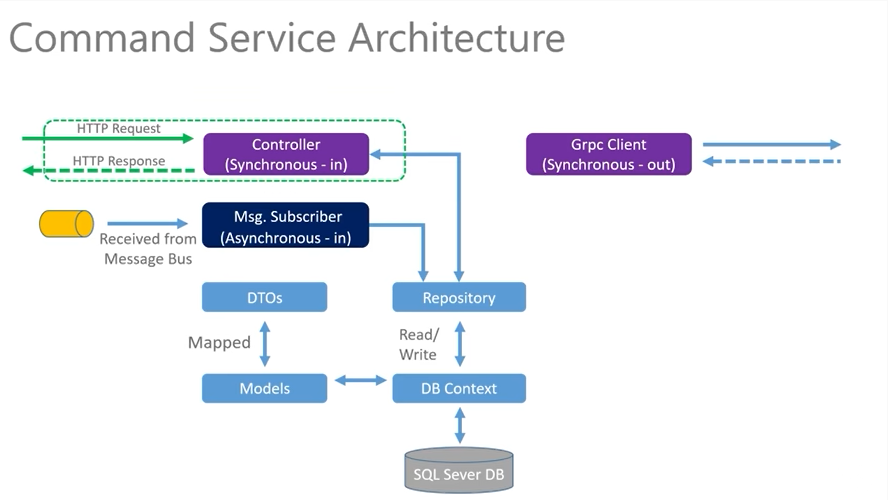 Command Service Architecture
HTTP Request
HTTP Response
Controller
(Synchronous - in)
Grpc Client
(Synchronous - out)
Msg. Subscriber
(Asynchronous - in)
Received from
Message Bus
DTOs
Repository
Mapped
Read/
Write
Models
DB Context
SQL Sever DB